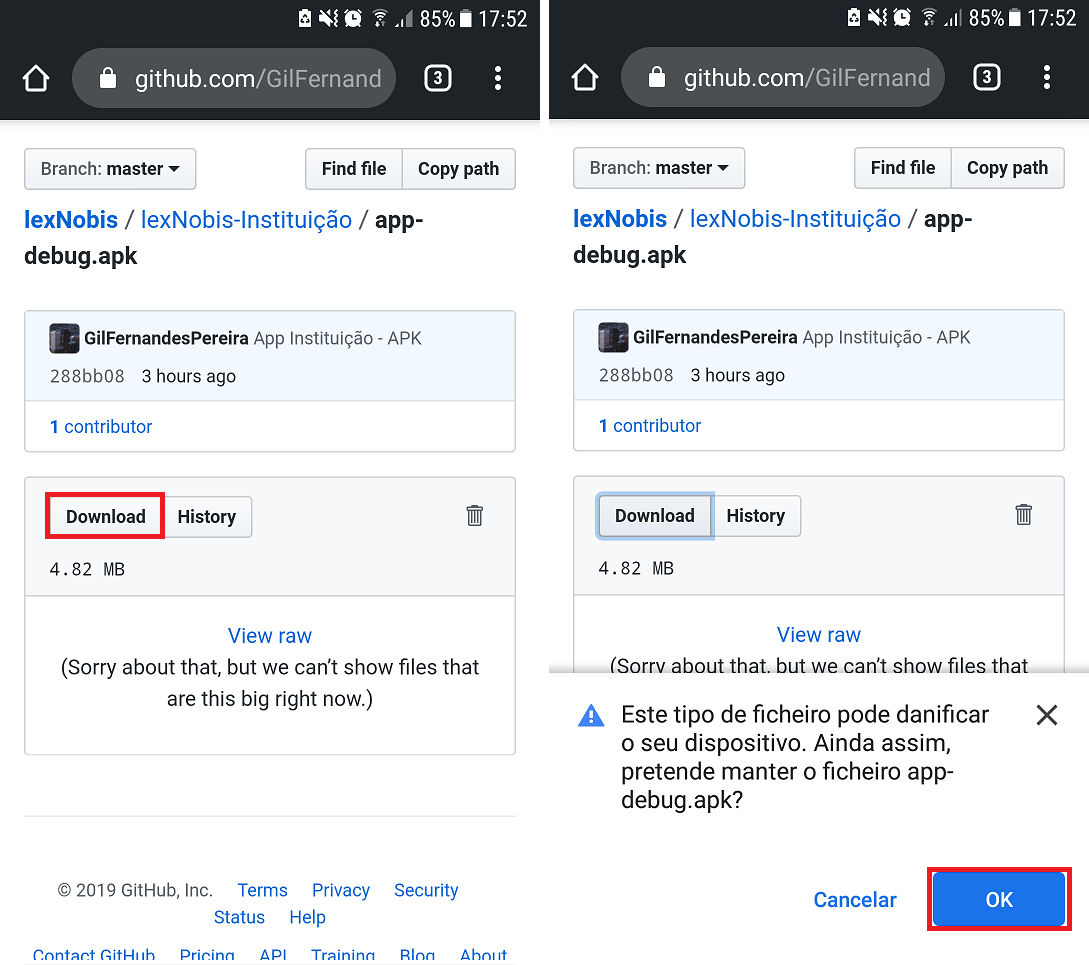 85% 17:52
github.com/GilFernand 3
Branch: master Find file Copy path
lexNobis / lexNobis-Instituição / app-
debug.apk
GilFernandesPereira App Instituição - APK
288bb08 3 hours ago
1 contributor
Download History
4.82 MB
View raw
(Sorry about that, but we can’t show files that
are this big right now.)
© 2019 GitHub, Inc. Terms Privacy Security
Status Help
Contact GitHub Pricing API Training Blog About
85% 17:52
github.com/GilFernand 3
Branch: master Find file Copy path
lexNobis / lexNobis-Instituição / app-
debug.apk
GilFernandesPereira App Instituição - APK
288bb08 3 hours ago
1 contributor
Download History
4.82 MB
View raw
(Sorry about that, but we can’t show files that
Este tipo de ficheiro pode danificar
o seu dispositivo. Ainda assim,
pretende manter o ficheiro app-
debug.apk?
Cancelar OK